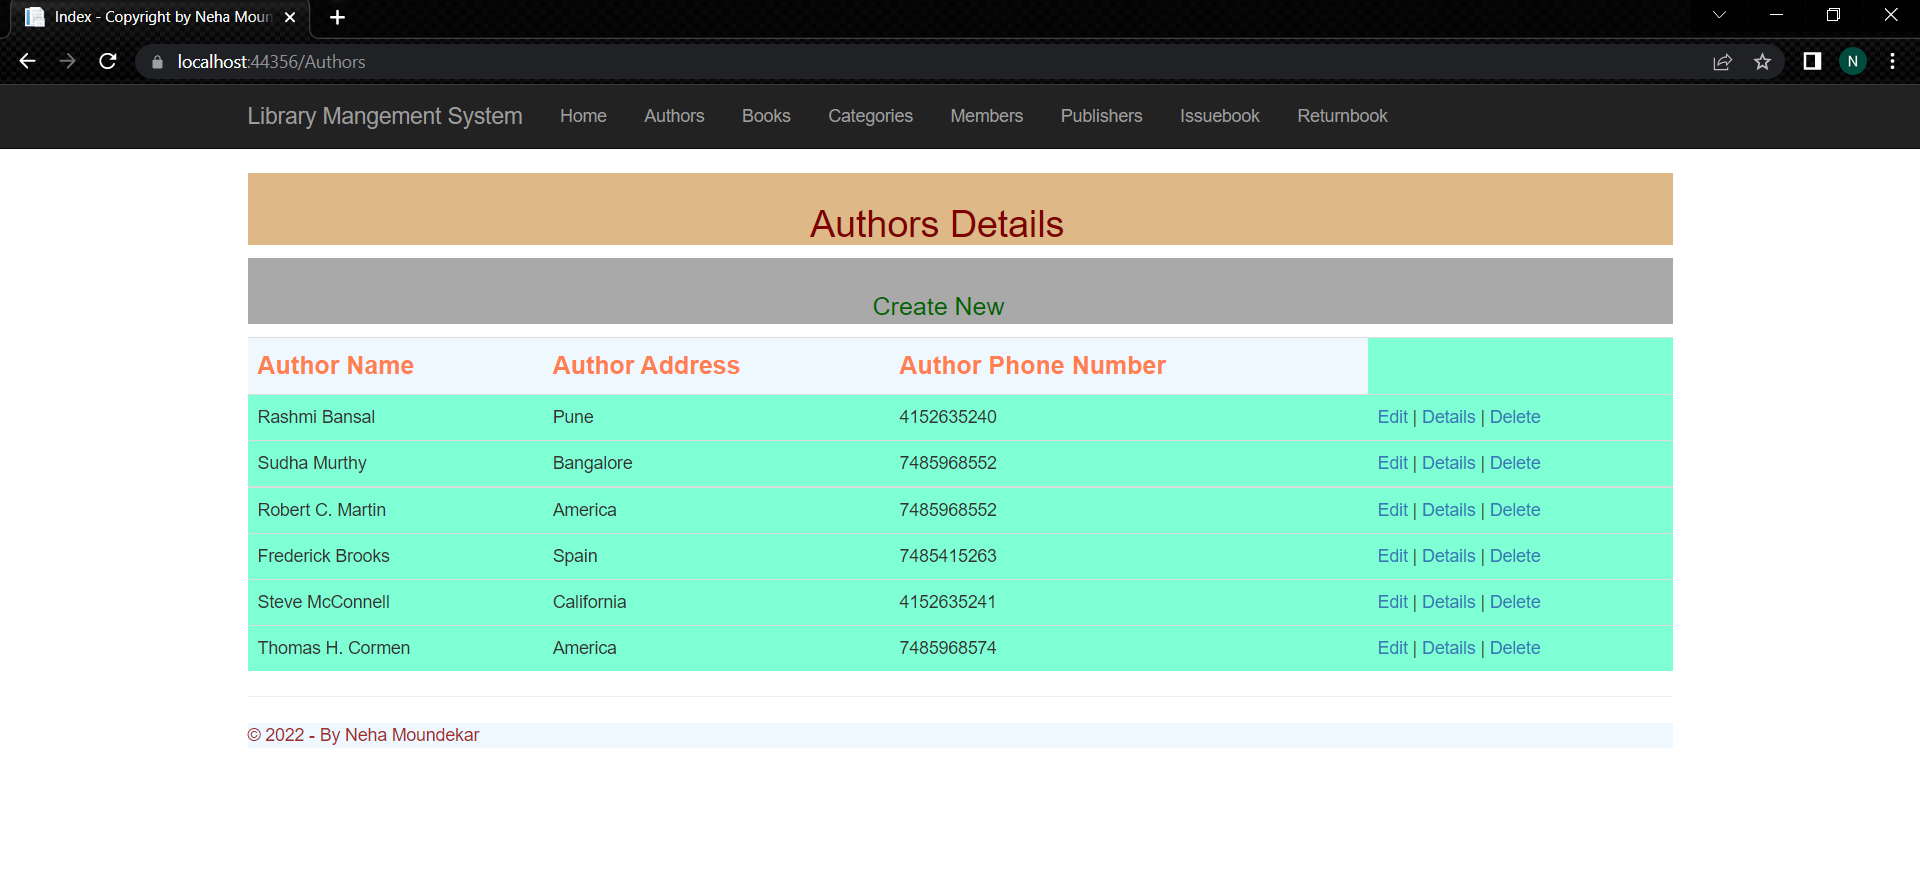 Index - Copyright by Neha Moun
localhost:44356/Authors
N
Library Mangement System Home Authors Books Categories Members Publishers Issuebook Returnbook
Authors Details
Create New
Author Name Author Address Author Phone Number
Rashmi Bansal Pune 4152635240 Edit | Details | Delete
Sudha Murthy Bangalore 7485968552 Edit | Details | Delete
Robert C. Martin America 7485968552 Edit | Details | Delete
Frederick Brooks Spain 7485415263 Edit | Details | Delete
Steve McConnell California 4152635241 Edit | Details | Delete
Thomas H. Cormen America 7485968574 Edit | Details | Delete
© 2022 - By Neha Moundekar